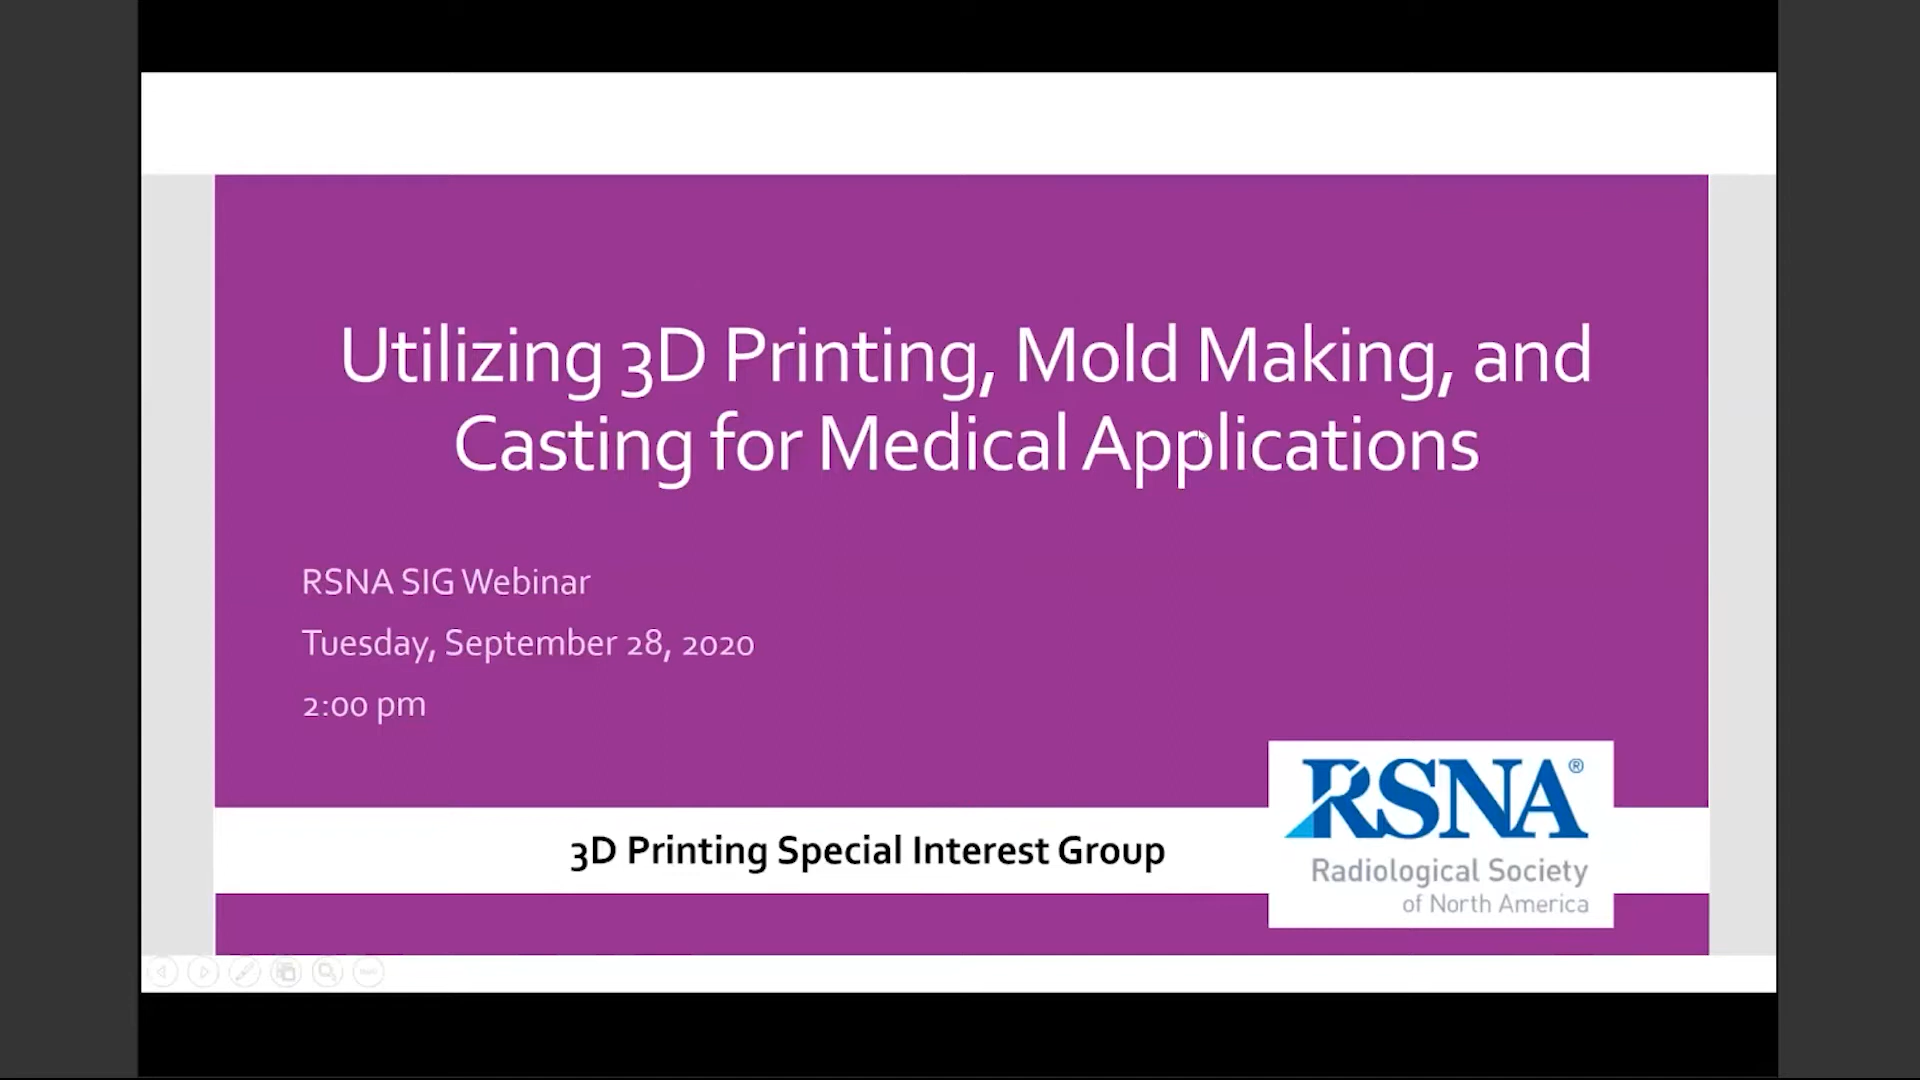 Utilizing 3D Printing, Mold Making, and
Casting for Medical Applications
RSNA SIG Webinar
Tuesday, September 28, 2020
2:00 pm
3D Printing Special Interest Group
RSNA®
Radiological Society
of North America